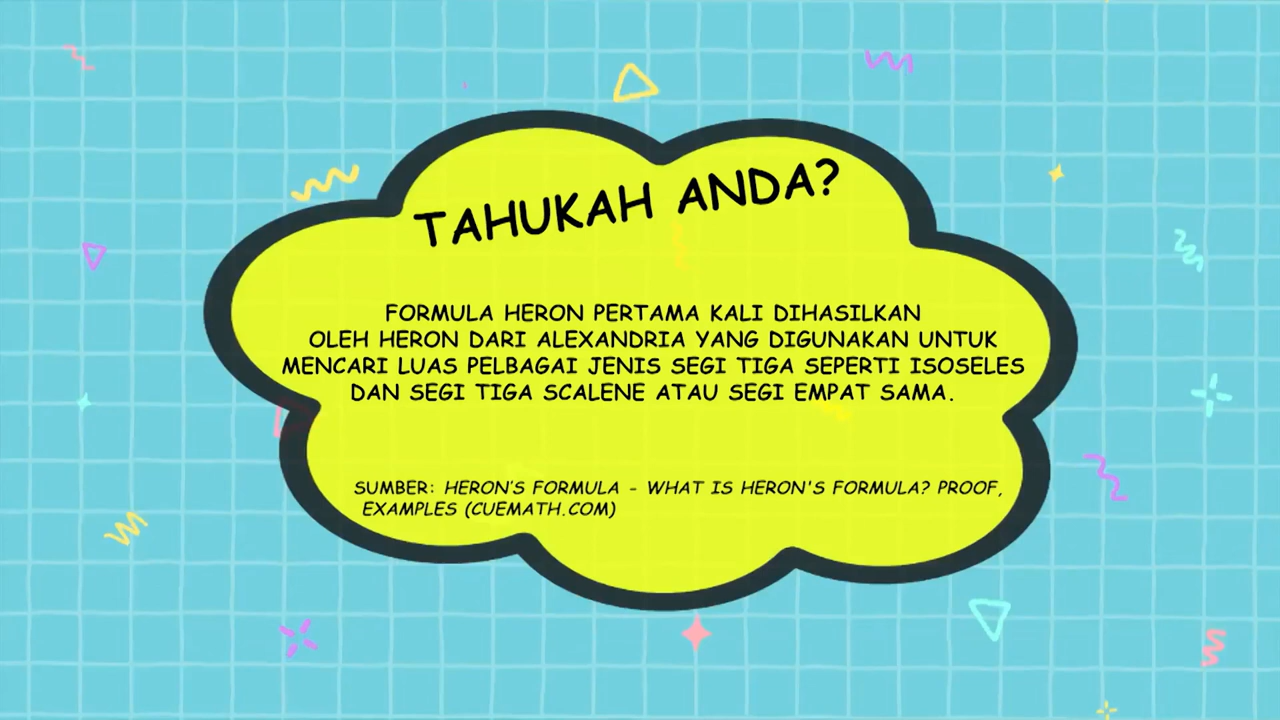 TAHUKAH ANDA?
FORMULA HERON PERTAMA KALI DIHASILKAN
OLEH HERON DARI ALEXANDRIA YANG DIGUNAKAN UNTUK
MENCARI LUAS PELBAGAI JENIS SEGI TIGA SEPERTI ISOSELES
DAN SEGI TIGA SCALENE ATAU SEGI EMPAT SAMA.
SUMBER: HERON'S FORMULA - WHAT IS HERON'S FORMULA? PROOF,
EXAMPLES (CUEMATH.COM)